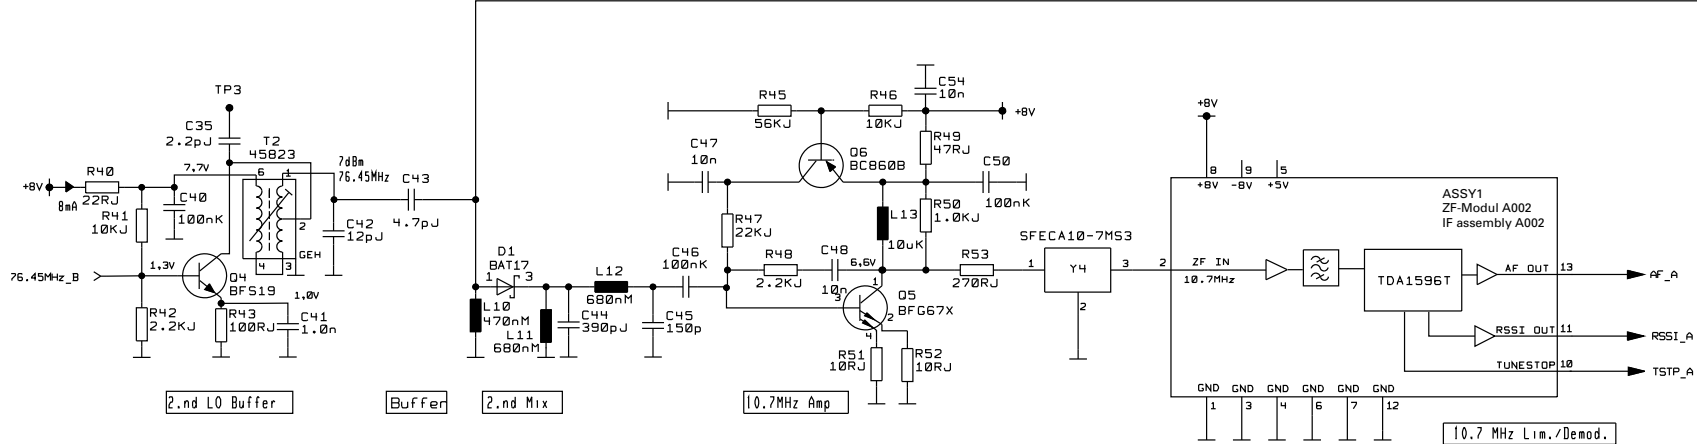 TP3
C35
2.2pJ
T2
45823
7dBm
76.45MHz
7,7V
6
1
R40
+8V
8mA
22RJ
C40
100nK
R41
10KJ
2
C42
12pJ
C43
4.7pJ
4
3
GEH
76.45MHz_B
1,3V
Q4
BFS19
1,0V
R42
2.2KJ
R43
100RJ
C41
1.0n
2.nd LO Buffer
Buffer
D1
BAT17
1
3
L10
470nM
L11
680nM
L12
680nM
C44
390pJ
C45
150p
C46
100nK
2.nd Mix
R45
56KJ
R46
10KJ
C54
10n
+8V
C47
10n
Q6
BC860B
R49
47RJ
C50
100nK
R47
22KJ
L13
10uK
R50
1.0KJ
R48
2.2KJ
C48
10n
6,6V
R53
270RJ
1
3
Q5
BFG67X
2
4
R51
10RJ
R52
10RJ
10.7MHz Amp
SFECA10-7MS3
1
Y4
3
2
+8V
8
9
5
+8V
-8V
+5V
ASSY1
ZF-Modul A002
IF assembly A002
2
ZF IN
10.7MHz
TDA1596T
AF OUT
13
AF_A
RSSI OUT
11
RSSI_A
TUNESTOP
10
TSTP_A
GND
GND
GND
GND
GND
GND
1
3
4
6
7
12
10.7 MHz Lim./Demod.